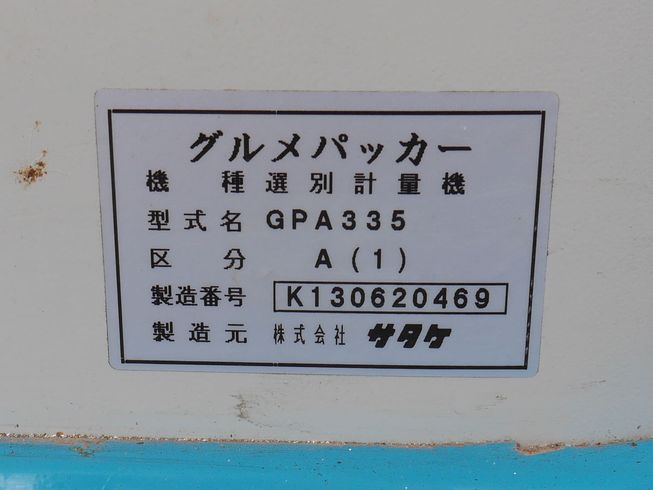 グルメパッカー
機種 選別計量機
型式名 GPA335
区分 A(1)
製造番号 K130620469
製造元 株式会社 サタケ